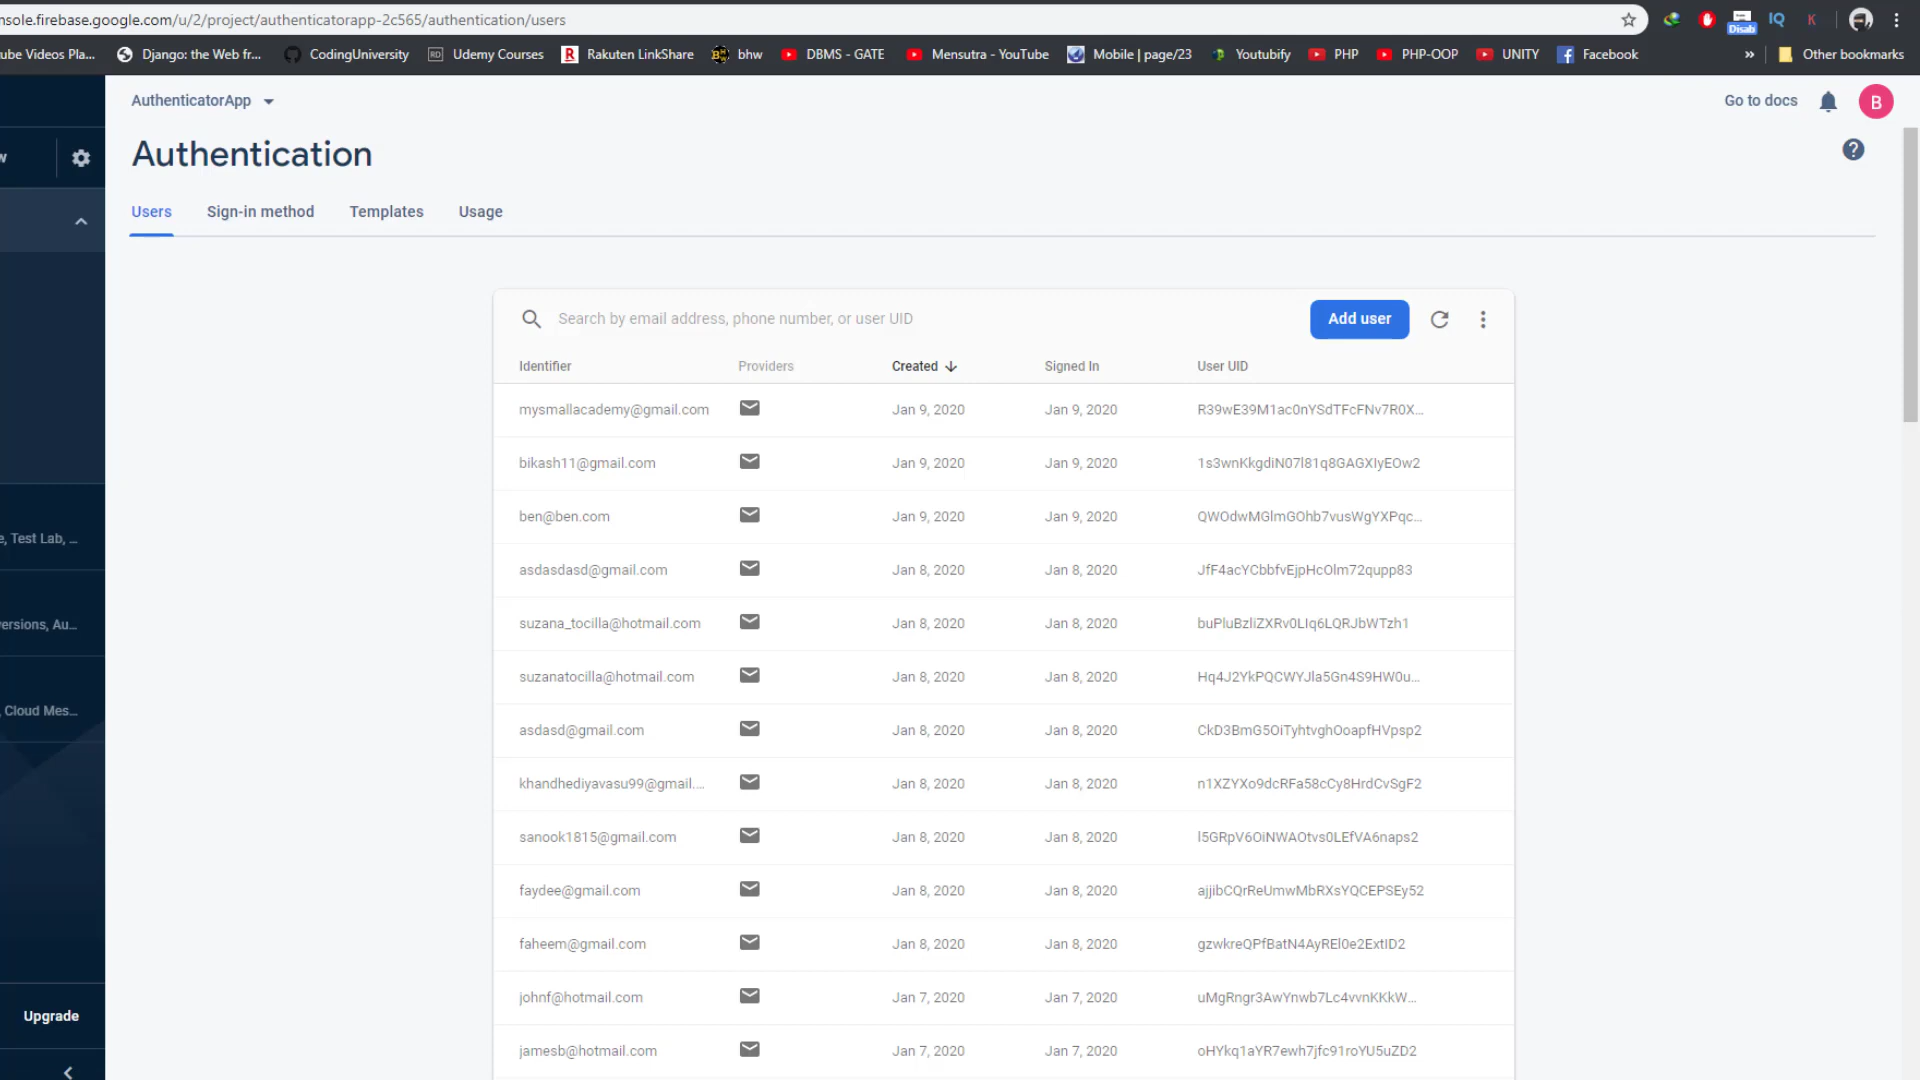 nsole.firebase.google.com/u/2/project/authenticatorapp-2c565/authentication/users
Disab
IQ
K
ube Videos Pla...
Django: the Web fr...
CodingUniversity
RD
Udemy Courses
R
Rakuten LinkShare
bhw
DBMS - GATE
Mensutra - YouTube
Mobile | page/23
Youtubify
PHP
PHP-OOP
UNITY
f
Facebook
»
Other bookmarks
AuthenticatorApp
Go to docs
B
w
Authentication
?
Users
Sign-in method
Templates
Usage
Search by email address, phone number, or user UID
Add user
Identifier
Providers
Created
Signed In
User UID
mysmallacademy@gmail.com
Jan 9, 2020
Jan 9, 2020
R39wE39M1ac0nYSdTFcFNv7R0X...
bikash11@gmail.com
Jan 9, 2020
Jan 9, 2020
1s3wnKkgdiN07l81q8GAGXIyEOw2
ben@ben.com
Jan 9, 2020
Jan 9, 2020
QWOdwMGlmGOhb7vusWgYXPqc...
e, Test Lab, ...
asdasdasd@gmail.com
Jan 8, 2020
Jan 8, 2020
JfF4acYCbbfvEjpHcOlm72qupp83
ersions, Au...
suzana_tocilla@hotmail.com
Jan 8, 2020
Jan 8, 2020
buPluBzliZXRv0LIq6LQRJbWTzh1
suzanatocilla@hotmail.com
Jan 8, 2020
Jan 8, 2020
Hq4J2YkPQCWYJla5Gn4S9HW0u...
, Cloud Mes...
asdasd@gmail.com
Jan 8, 2020
Jan 8, 2020
CkD3BmG5OiTyhtvghOoapfHVpsp2
khandhediyavasu99@gmail....
Jan 8, 2020
Jan 8, 2020
n1XZYXo9dcRFa58cCy8HrdCvSgF2
sanook1815@gmail.com
Jan 8, 2020
Jan 8, 2020
l5GRpV6OiNWAOtvs0LEfVA6naps2
faydee@gmail.com
Jan 8, 2020
Jan 8, 2020
ajjibCQrReUmwMbRXsYQCEPSEy52
faheem@gmail.com
Jan 8, 2020
Jan 8, 2020
gzwkreQPfBatN4AyREl0e2ExtID2
johnf@hotmail.com
Jan 7, 2020
Jan 7, 2020
uMgRngr3AwYnwb7Lc4vvnKKkW...
Upgrade
jamesb@hotmail.com
Jan 7, 2020
Jan 7, 2020
oHYkq1aYR7ewh7jfc91roYU5uZD2